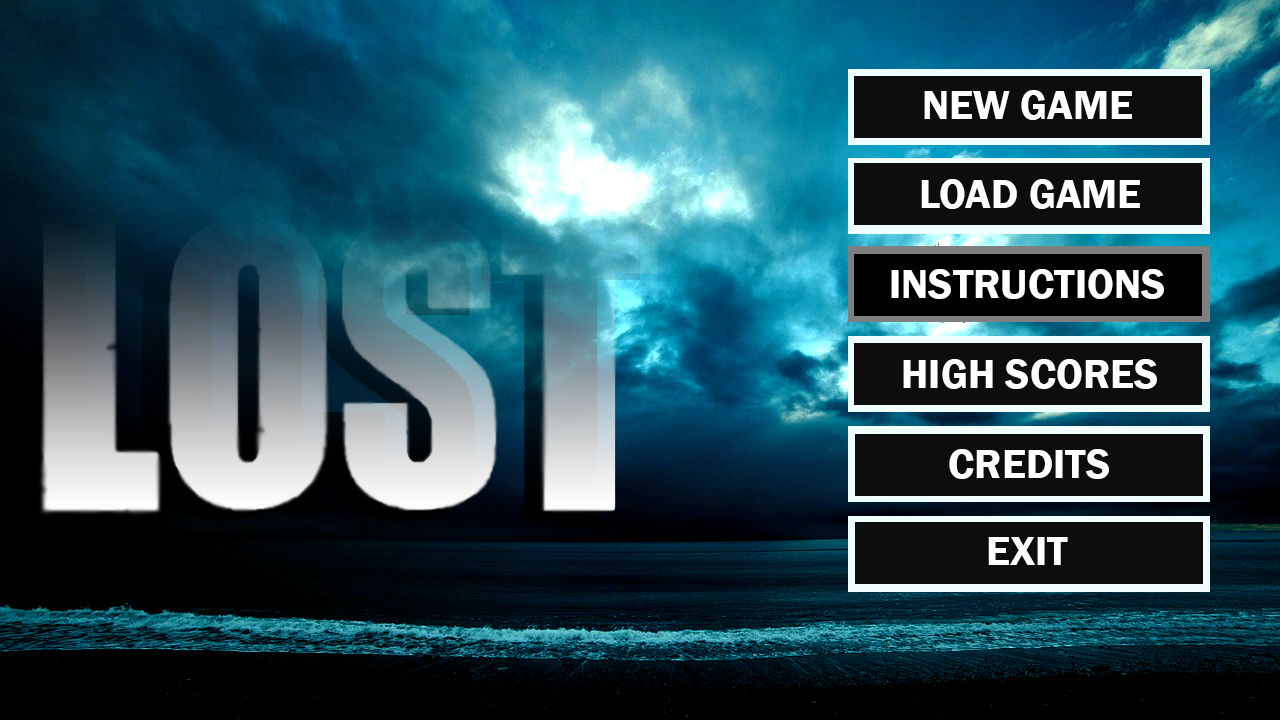 LOST
NEW GAME
LOAD GAME
INSTRUCTIONS
HIGH SCORES
CREDITS
EXIT